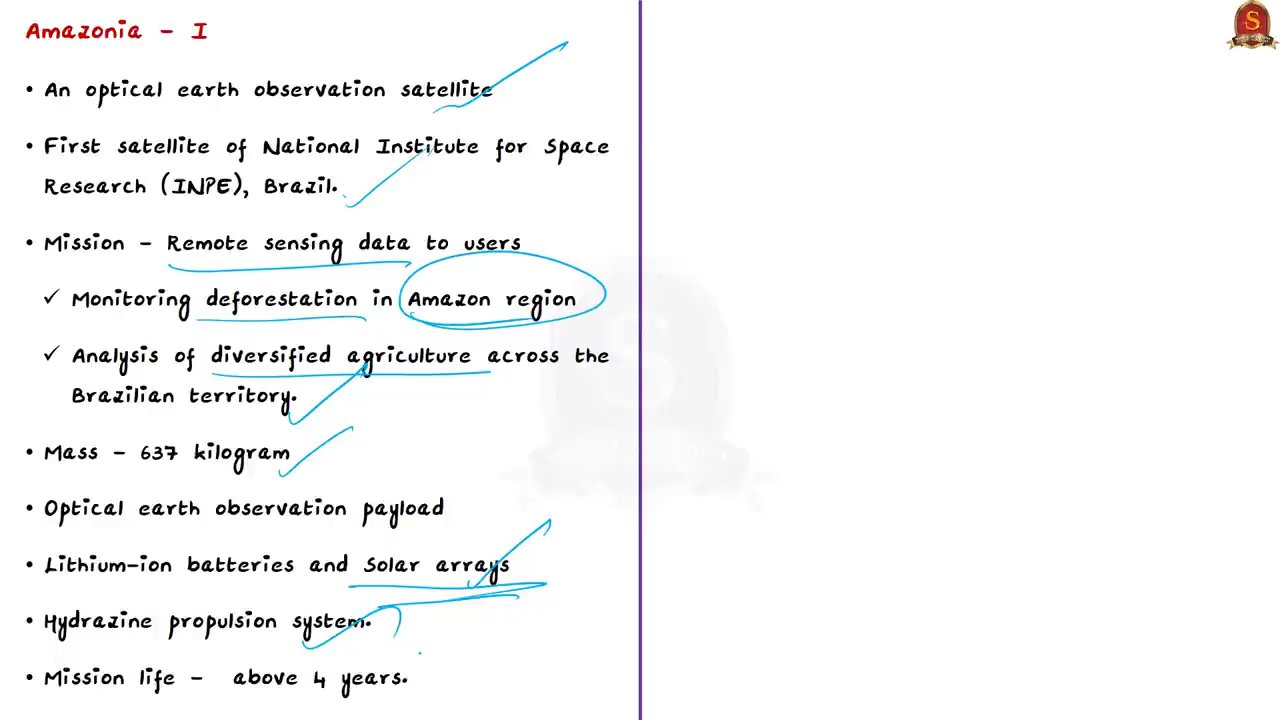 Amazonia - I
• An optical earth observation satellite
• First satellite of National Institute for Space
Research (INPE), Brazil.
• Mission - Remote sensing data to users
✓ Monitoring deforestation in Amazon region
✓ Analysis of diversified agriculture across the
Brazilian territory.
• Mass - 637 kilogram
• Optical earth observation payload
• Lithium-ion batteries and Solar arrays
• Hydrazine propulsion system.
• Mission life - above 4 years.
S